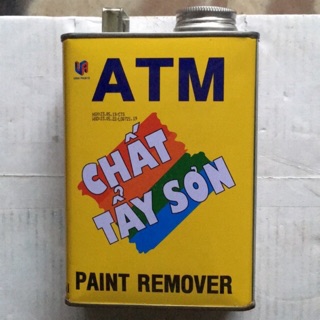 ATM
CHẤT
TẨY SƠN
PAINT REMOVER